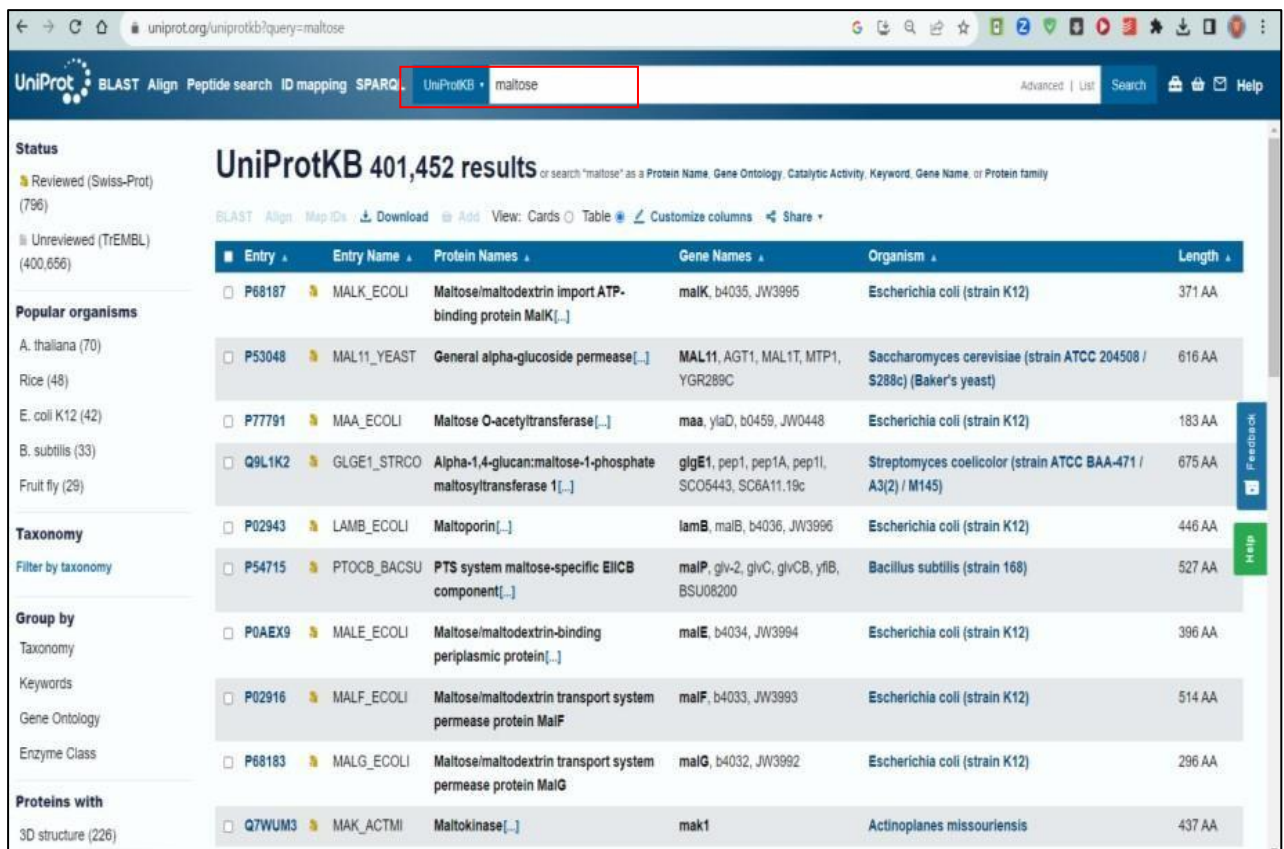 uniprot.org/uniprotkb?query=maltose
UniProt BLAST Align Peptide search ID mapping SPARQL UniProtKB maltose Advanced | List Search Help
Status
Reviewed (Swiss-Prot)
(796)
Unreviewed (TrEMBL)
(400,656)
Popular organisms
A. thaliana (70)
Rice (48)
E. coli K12 (42)
B. subtilis (33)
Fruit fly (29)
Taxonomy
Filter by taxonomy
Group by
Taxonomy
Keywords
Gene Ontology
Enzyme Class
Proteins with
3D structure (226)
UniProtKB 401,452 results or search "maltose" as a Protein Name, Gene Ontology, Catalytic Activity, Keyword, Gene Name, or Protein family
BLAST Align Map IDs Download Add View: Cards Table Customize columns Share
Entry Entry Name Protein Names Gene Names Organism Length
P68187 MALK_ECOLI Maltose/maltodextrin import ATP- malK, b4035, JW3995 Escherichia coli (strain K12) 371 AA
binding protein MalK[...]
P53048 MAL11_YEAST General alpha-glucoside permease[...] MAL11, AGT1, MAL1T, MTP1, Saccharomyces cerevisiae (strain ATCC 204508 / 616 AA
YGR289C S288c) (Baker's yeast)
P77791 MAA_ECOLI Maltose O-acetyltransferase[...] maa, ylaD, b0459, JW0448 Escherichia coli (strain K12) 183 AA
Q9L1K2 GLGE1_STRCO Alpha-1,4-glucan:maltose-1-phosphate glgE1, pep1, pep1A, pep1I, Streptomyces coelicolor (strain ATCC BAA-471 / 675 AA
maltosyltransferase 1[...] SCO5443, SC6A11.19c A3(2) / M145)
P02943 LAMB_ECOLI Maltoporin[...] lamB, malB, b4036, JW3996 Escherichia coli (strain K12) 446 AA
P54715 PTOCB_BACSU PTS system maltose-specific EIICB malP, glv-2, glvC, glvCB, yfiB, Bacillus subtilis (strain 168) 527 AA
component[...] BSU08200
P0AEX9 MALE_ECOLI Maltose/maltodextrin-binding malE, b4034, JW3994 Escherichia coli (strain K12) 396 AA
periplasmic protein[...]
P02916 MALF_ECOLI Maltose/maltodextrin transport system malF, b4033, JW3993 Escherichia coli (strain K12) 514 AA
permease protein MalF
P68183 MALG_ECOLI Maltose/maltodextrin transport system malG, b4032, JW3992 Escherichia coli (strain K12) 296 AA
permease protein MalG
Q7WUM3 MAK_ACTMI Maltokinase[...] mak1 Actinoplanes missouriensis 437 AA
Feedback
Help